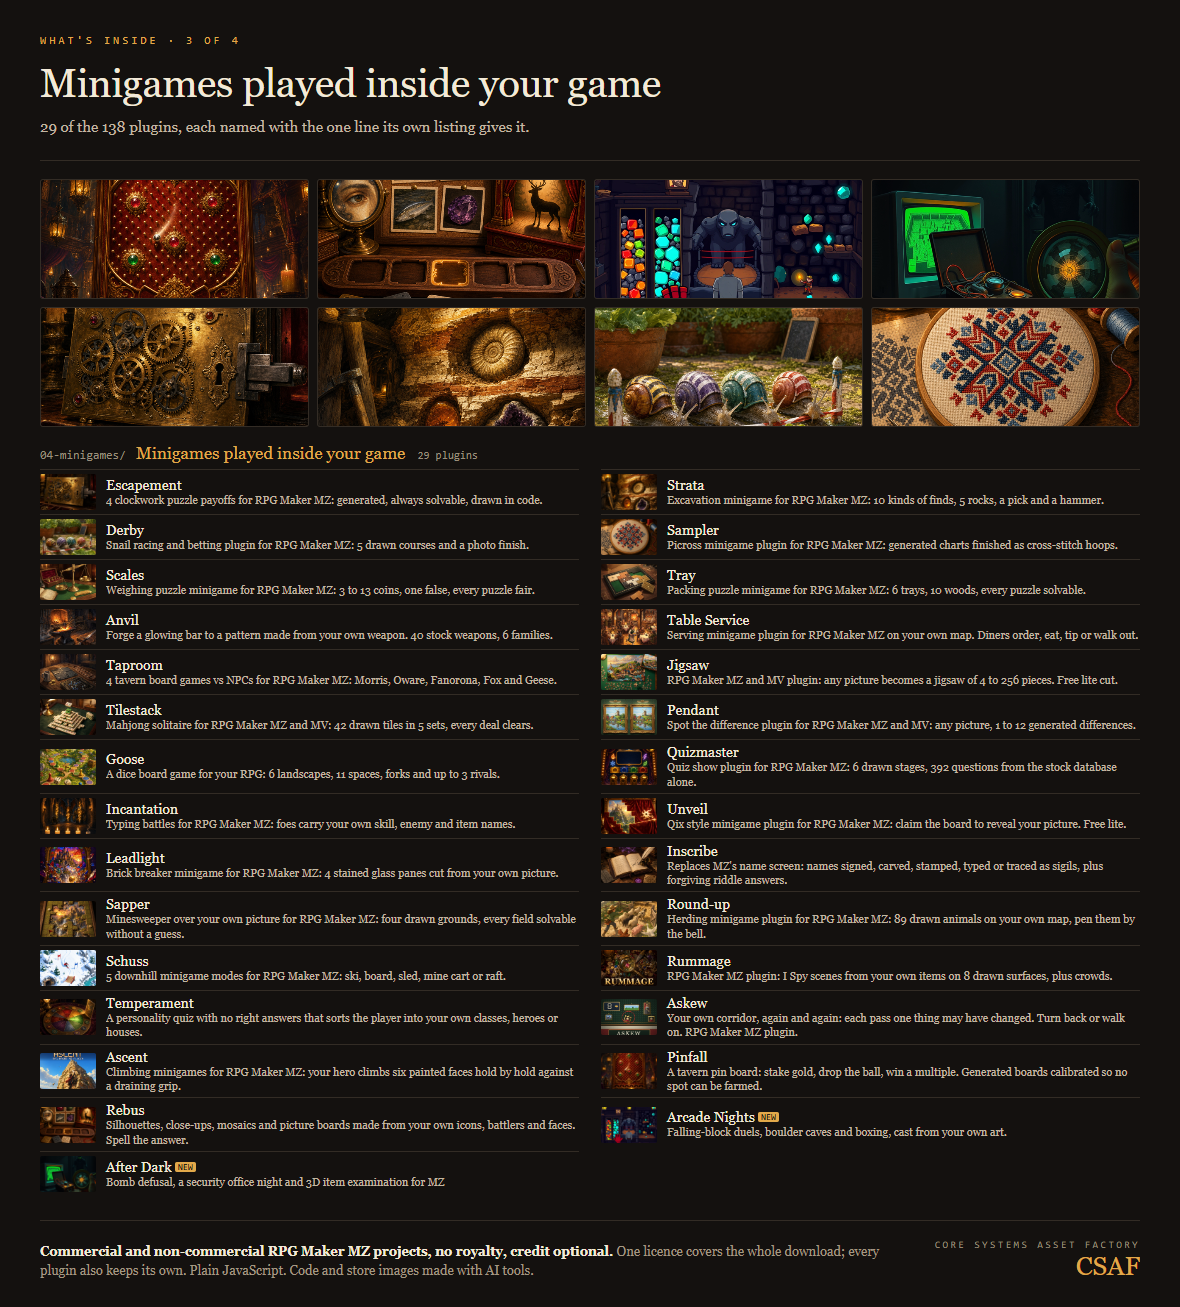 WHAT'S INSIDE · 3 OF 4
Minigames played inside your game
29 of the 138 plugins, each named with the one line its own listing gives it.
04-minigames/ Minigames played inside your game 29 plugins
Escapement
4 clockwork puzzle payoffs for RPG Maker MZ: generated, always solvable, drawn in code.
Strata
Excavation minigame for RPG Maker MZ: 10 kinds of finds, 5 rocks, a pick and a hammer.
Derby
Snail racing and betting plugin for RPG Maker MZ: 5 drawn courses and a photo finish.
Sampler
Picross minigame plugin for RPG Maker MZ: generated charts finished as cross-stitch hoops.
Scales
Weighing puzzle minigame for RPG Maker MZ: 3 to 13 coins, one false, every puzzle fair.
Tray
Packing puzzle minigame for RPG Maker MZ: 6 trays, 10 woods, every puzzle solvable.
Anvil
Forge a glowing bar to a pattern made from your own weapon. 40 stock weapons, 6 families.
Table Service
Serving minigame plugin for RPG Maker MZ on your own map. Diners order, eat, tip or walk out.
Taproom
4 tavern board games vs NPCs for RPG Maker MZ: Morris, Oware, Fanorona, Fox and Geese.
Jigsaw
RPG Maker MZ and MV plugin: any picture becomes a jigsaw of 4 to 256 pieces. Free lite cut.
Tilestack
Mahjong solitaire for RPG Maker MZ and MV: 42 drawn tiles in 5 sets, every deal clears.
Pendant
Spot the difference plugin for RPG Maker MZ and MV: any picture, 1 to 12 generated differences.
Goose
A dice board game for your RPG: 6 landscapes, 11 spaces, forks and up to 3 rivals.
Quizmaster
Quiz show plugin for RPG Maker MZ: 6 drawn stages, 392 questions from the stock database
alone.
Incantation
Typing battles for RPG Maker MZ: foes carry your own skill, enemy and item names.
Unveil
Qix style minigame plugin for RPG Maker MZ: claim the board to reveal your picture. Free lite.
Leadlight
Brick breaker minigame for RPG Maker MZ: 4 stained glass panes cut from your own picture.
Inscribe
Replaces MZ's name screen: names signed, carved, stamped, typed or traced as sigils, plus
forgiving riddle answers.
Sapper
Minesweeper over your own picture for RPG Maker MZ: four drawn grounds, every field solvable
without a guess.
Round-up
Herding minigame plugin for RPG Maker MZ: 89 drawn animals on your own map, pen them by
the bell.
Schuss
5 downhill minigame modes for RPG Maker MZ: ski, board, sled, mine cart or raft.
RUMMAGE
Rummage
RPG Maker MZ plugin: I Spy scenes from your own items on 8 drawn surfaces, plus crowds.
Temperament
A personality quiz with no right answers that sorts the player into your own classes, heroes or
houses.
ASKEW
Askew
Your own corridor, again and again: each pass one thing may have changed. Turn back or walk
on. RPG Maker MZ plugin.
ASCENT
Ascent
Climbing minigames for RPG Maker MZ: your hero climbs six painted faces hold by hold against
a draining grip.
Pinfall
A tavern pin board: stake gold, drop the ball, win a multiple. Generated boards calibrated so no
spot can be farmed.
Rebus
Silhouettes, close-ups, mosaics and picture boards made from your own icons, battlers and faces.
Spell the answer.
Arcade Nights NEW
Falling-block duels, boulder caves and boxing, cast from your own art.
After Dark NEW
Bomb defusal, a security office night and 3D item examination for MZ
Commercial and non-commercial RPG Maker MZ projects, no royalty, credit optional. One licence covers the whole download; every
plugin also keeps its own. Plain JavaScript. Code and store images made with AI tools.
CORE SYSTEMS ASSET FACTORY
CSAF